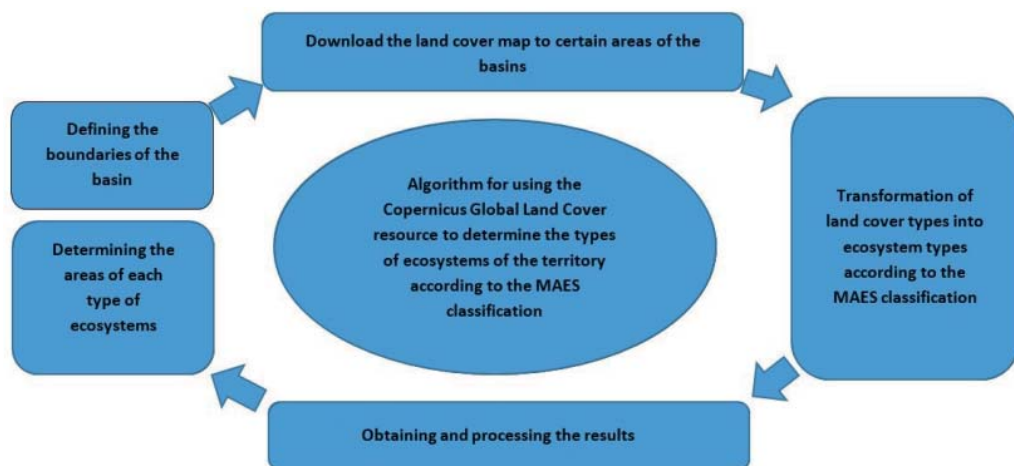 Download the land cover map to certain areas of the
basins
Defining the
boundaries of the
basin
Algorithm for using the
Copernicus Global Land Cover
resource to determine the types
of ecosystems of the territory
according to the MAES
classification
Transformation of
land cover types into
ecosystem types
according to the
MAES classification
Determining the
areas of each
type of
ecosystems
Obtaining and processing the results